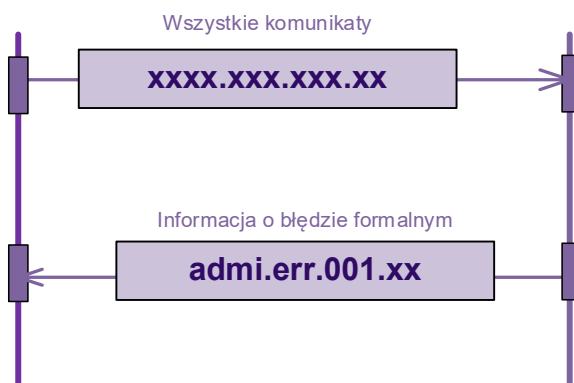 Wszystkie komunikaty
xxxx.xxx.xxx.xx
Informacja o błędzie formalnym
admi.err.001.xx